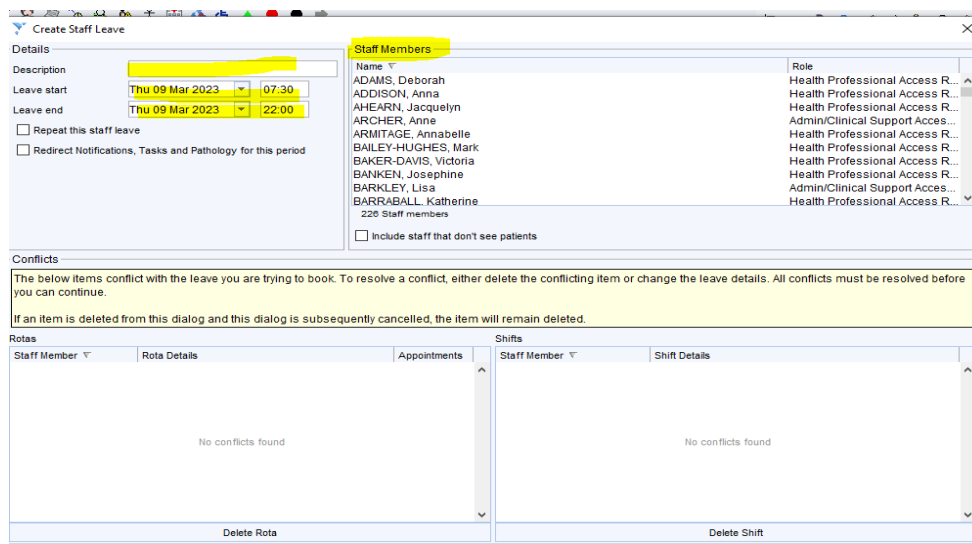 Create Staff Leave
Details
Description
Leave start Thu 09 Mar 2023 07:30
Leave end Thu 09 Mar 2023 22:00
Repeat this staff leave
Redirect Notifications, Tasks and Pathology for this period
Staff Members
Name Role
ADAMS, Deborah Health Professional Access R...
ADDISON, Anna Health Professional Access R...
AHEARN, Jacquelyn Health Professional Access R...
ARCHER, Anne Admin/Clinical Support Acces...
ARMITAGE, Annabelle Health Professional Access R...
BAILEY-HUGHES, Mark Health Professional Access R...
BAKER-DAVIS, Victoria Health Professional Access R...
BANKEN, Josephine Health Professional Access R...
BARKLEY, Lisa Admin/Clinical Support Acces...
BARRABALL, Katherine Health Professional Access R...
226 Staff members
Include staff that don't see patients
Conflicts
The below items conflict with the leave you are trying to book. To resolve a conflict, either delete the conflicting item or change the leave details. All conflicts must be resolved before
you can continue.
If an item is deleted from this dialog and this dialog is subsequently cancelled, the item will remain deleted.
Rotas
Staff Member Rota Details Appointments
No conflicts found
Delete Rota
Shifts
Staff Member Shift Details
No conflicts found
Delete Shift